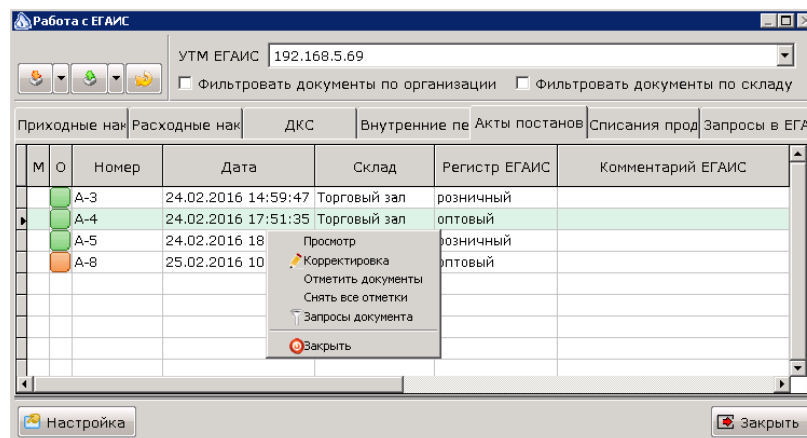 Работа с ЕГАИС
УТМ ЕГАИС 192.168.5.69
Фильтровать документы по организации Фильтровать документы по складу
Приходные нак Расходные нак ДКС Внутренние пе Акты постанов Списания прод Запросы в ЕГА
М О Номер Дата Склад Регистр ЕГАИС Комментарий ЕГАИС
А-3 24.02.2016 14:59:47 Торговый зал розничный
А-4 24.02.2016 17:51:35 Торговый зал оптовый
А-5 24.02.2016 18 розничный
А-8 25.02.2016 10 оптовый
Просмотр
Корректировка
Отметить документы
Снять все отметки
Запросы документа
Закрыть
Настройка Закрыть